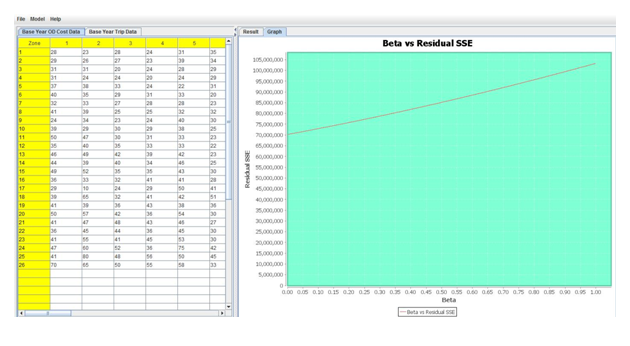 File Model Help
Base Year OD Cost Data Base Year Trip Data
Zone 1 2 3 4 5
1 28 23 28 24 31 35
2 29 26 27 23 39 34
3 31 31 20 24 28 29
4 31 24 24 20 24 29
5 37 38 33 24 22 31
6 40 35 29 31 33 20
7 32 33 27 28 28 23
8 41 39 25 25 32 32
9 24 34 23 24 40 30
10 39 29 30 29 38 25
11 50 47 30 31 33 23
12 35 40 35 33 33 22
13 46 49 42 39 42 23
14 44 39 40 34 46 25
15 49 52 35 35 43 30
16 36 33 32 41 41 28
17 29 10 24 29 50 41
18 39 65 32 41 42 51
19 41 39 36 43 38 36
20 50 57 42 36 54 30
21 41 47 48 43 46 27
22 36 45 44 36 45 30
23 41 55 41 45 53 30
24 47 60 52 36 75 42
25 41 80 48 56 50 45
26 70 65 50 55 58 33
Result Graph
Beta vs Residual SSE
Residual SSE
105,000,000
100,000,000
95,000,000
90,000,000
85,000,000
80,000,000
75,000,000
70,000,000
65,000,000
60,000,000
55,000,000
50,000,000
45,000,000
40,000,000
35,000,000
30,000,000
25,000,000
20,000,000
15,000,000
10,000,000
5,000,000
0
0.00 0.05 0.10 0.15 0.20 0.25 0.30 0.35 0.40 0.45 0.50 0.55 0.60 0.65 0.70 0.75 0.80 0.85 0.90 0.95 1.00
Beta
Beta vs Residual SSE